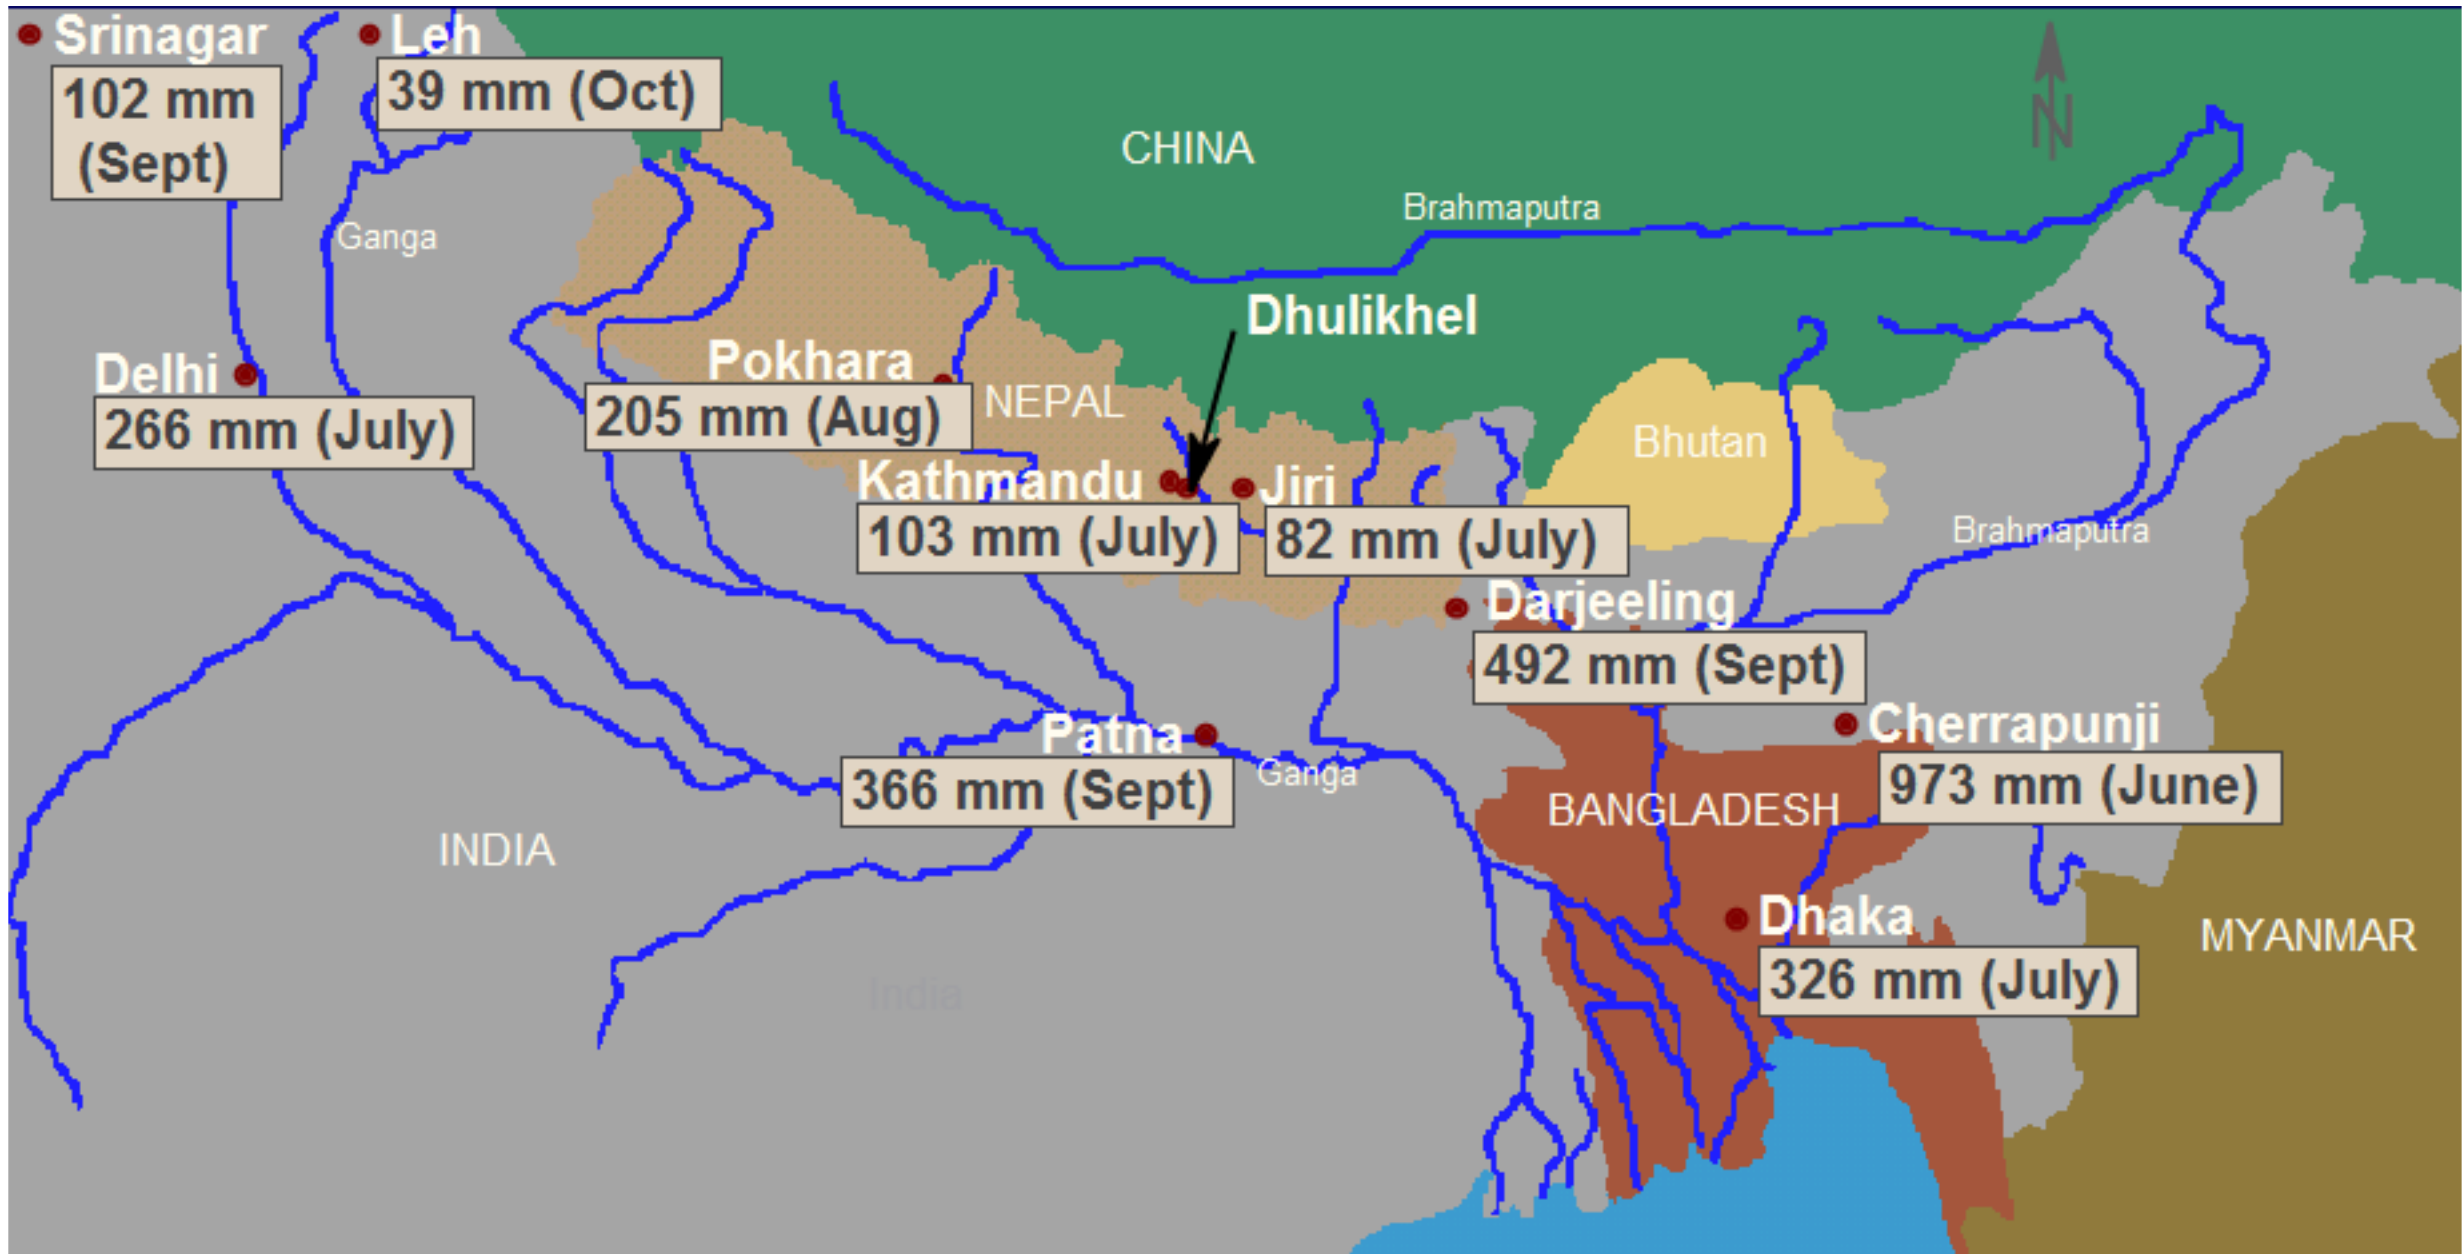 Srinagar
102 mm
(Sept)
Leh
39 mm (Oct)
CHINA
N
Brahmaputra
Ganga
Dhulikhel
Delhi
266 mm (July)
Pokhara
205 mm (Aug)
NEPAL
Bhutan
Kathmandu
103 mm (July)
Jiri
82 mm (July)
Brahmaputra
Darjeeling
492 mm (Sept)
Patna
366 mm (Sept)
Ganga
Cherrapunji
973 mm (June)
BANGLADESH
INDIA
Dhaka
326 mm (July)
MYANMAR
India